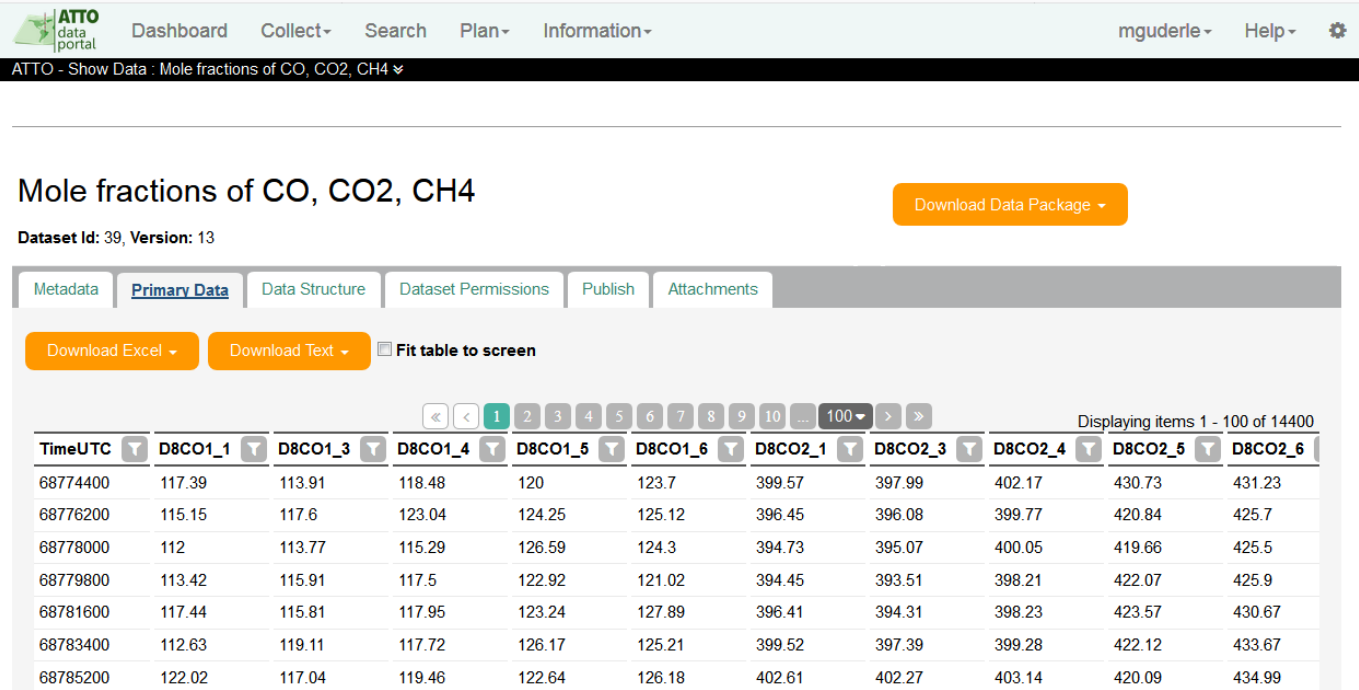 ATTO
data
portal
Dashboard Collect Search Plan Information mguderle Help
ATTO - Show Data : Mole fractions of CO, CO2, CH4
Mole fractions of CO, CO2, CH4
Download Data Package
Dataset Id: 39, Version: 13
Metadata Primary Data Data Structure Dataset Permissions Publish Attachments
Download Excel Download Text Fit table to screen
« < 1 2 3 4 5 6 7 8 9 10 ... 100 > »
Displaying items 1 - 100 of 14400
TimeUTC D8CO1_1 D8CO1_3 D8CO1_4 D8CO1_5 D8CO1_6 D8CO2_1 D8CO2_3 D8CO2_4 D8CO2_5 D8CO2_6
68774400 117.39 113.91 118.48 120 123.7 399.57 397.99 402.17 430.73 431.23
68776200 115.15 117.6 123.04 124.25 125.12 396.45 396.08 399.77 420.84 425.7
68778000 112 113.77 115.29 126.59 124.3 394.73 395.07 400.05 419.66 425.5
68779800 113.42 115.91 117.5 122.92 121.02 394.45 393.51 398.21 422.07 425.9
68781600 117.44 115.81 117.95 123.24 127.89 396.41 394.31 398.23 423.57 430.67
68783400 112.63 119.11 117.72 126.17 125.21 399.52 397.39 399.28 422.12 433.67
68785200 122.02 117.04 119.46 122.64 126.18 402.61 402.27 403.14 420.09 434.99